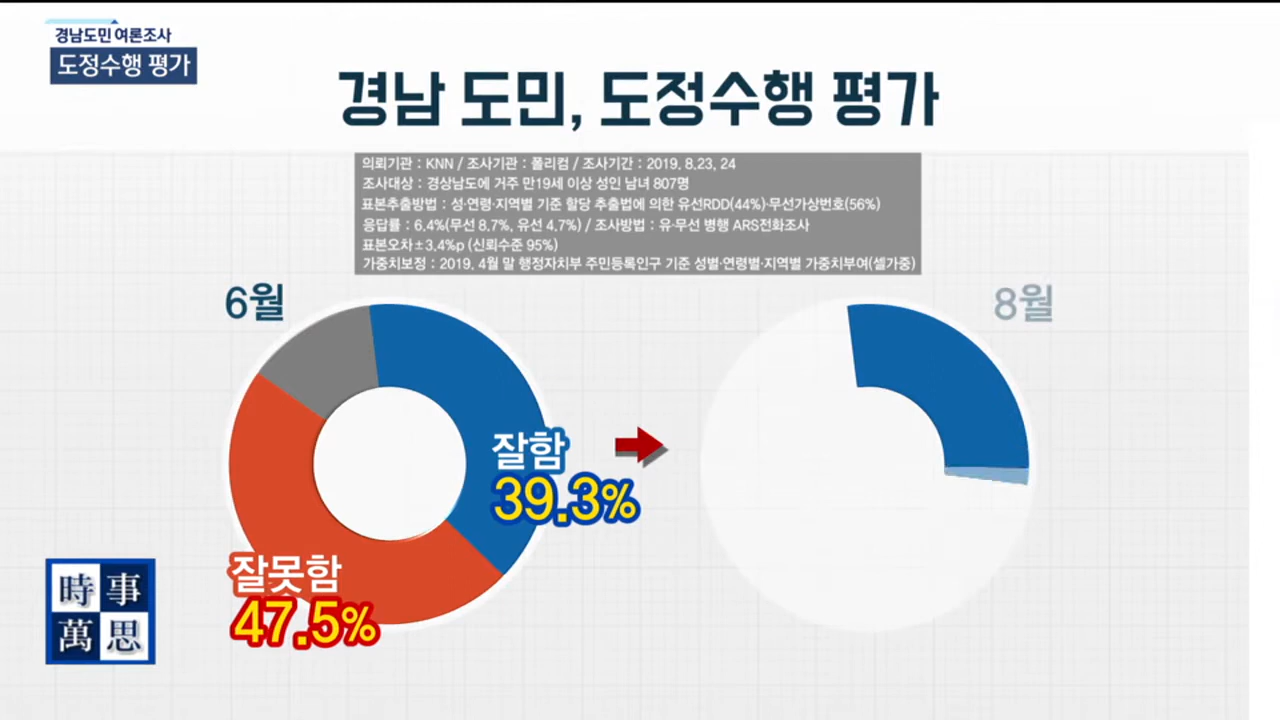 경남도민 여론조사
도정수행 평가
경남 도민, 도정수행 평가
의뢰기관 : KNN / 조사기관 : 폴리컴 / 조사기간 : 2019. 8.23, 24
조사대상 : 경상남도에 거주 만19세 이상 성인 남녀 807명
표본추출방법 : 성·연령·지역별 기준 할당 추출법에 의한 유선RDD(44%)·무선가상번호(56%)
응답률 : 6.4%(무선 8.7%, 유선 4.7%) / 조사방법 : 유·무선 병행 ARS전화조사
표본오차±3.4%p (신뢰수준 95%)
가중치보정 : 2019. 4월 말 행정자치부 주민등록인구 기준 성별·연령별·지역별 가중치부여(셀가중)
6월
8월
잘함
39.3%
잘못함
47.5%
時事
萬思